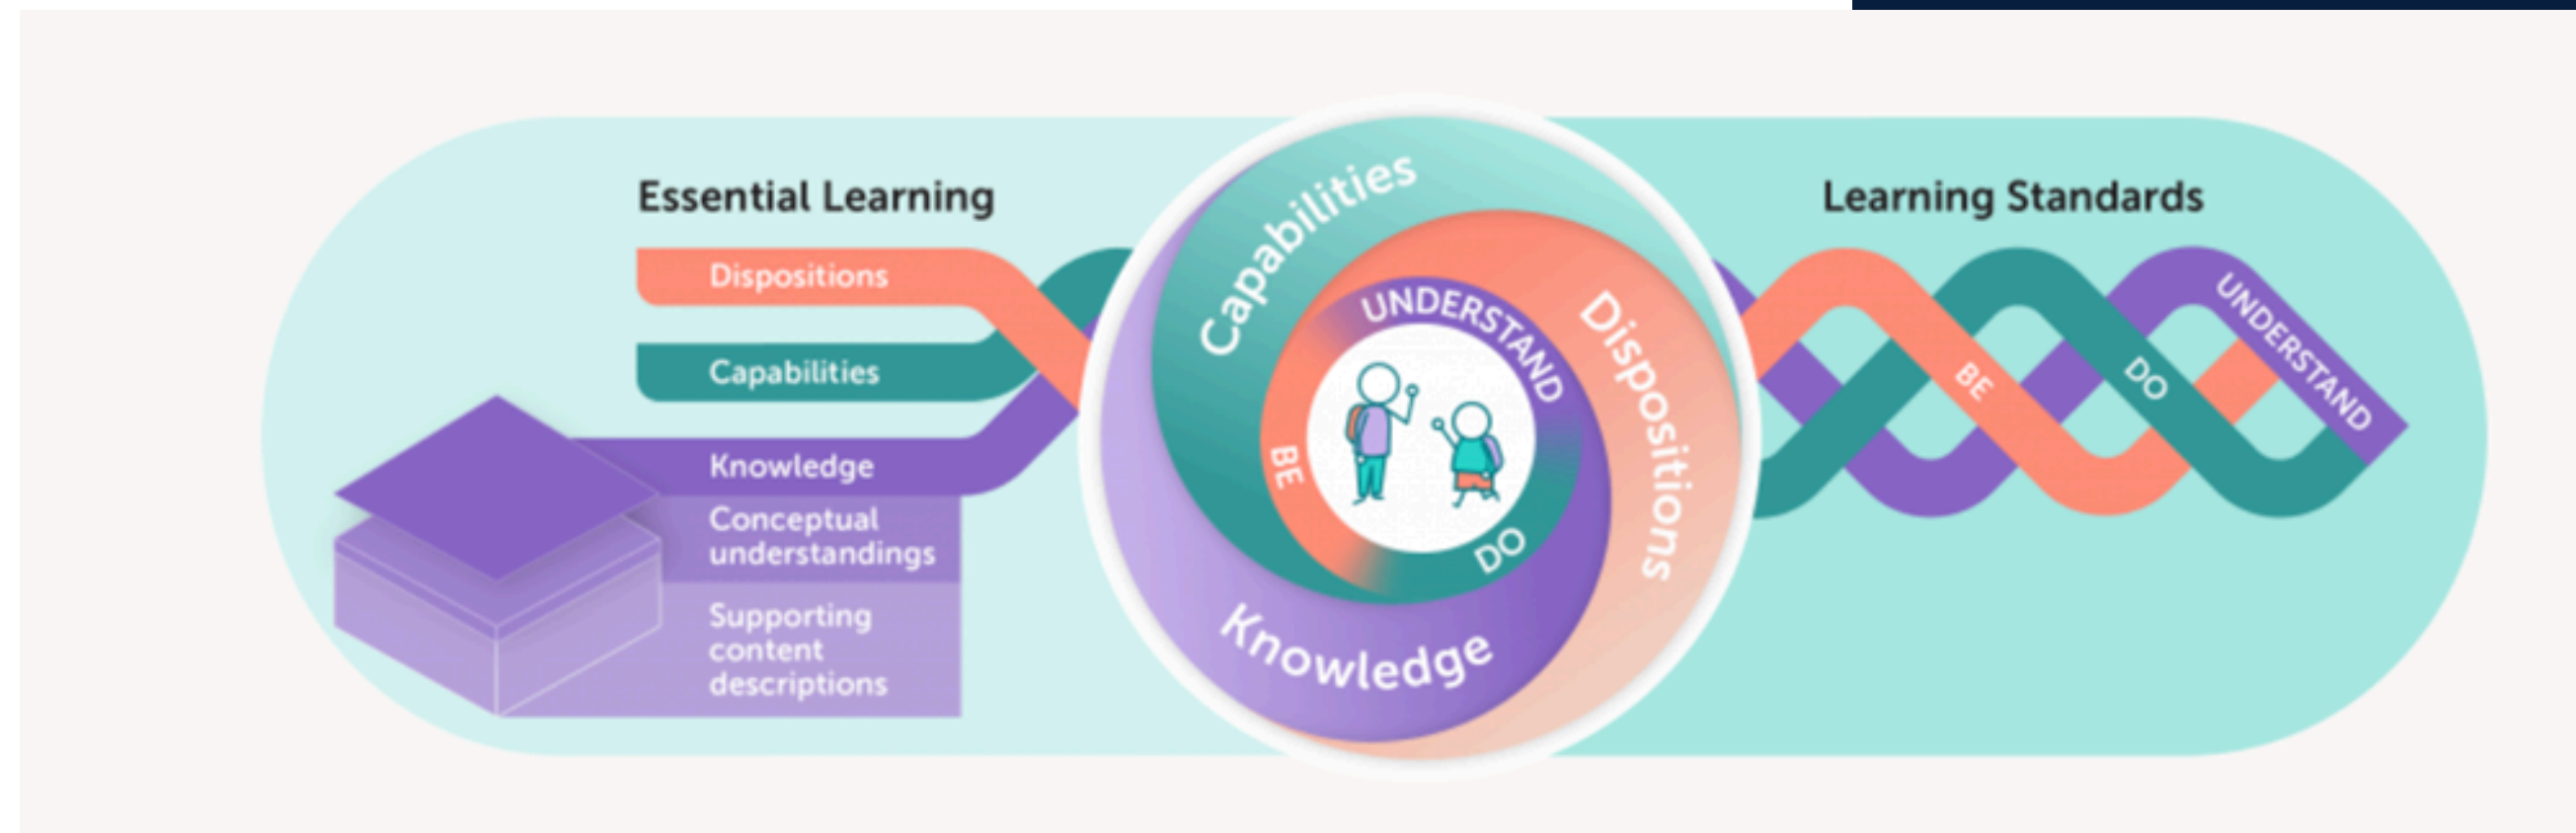 Essential Learning
Dispositions
Capabilities
Knowledge
Conceptual
understandings
Supporting
content
descriptions
Capabilities
Dispositions
Knowledge
UNDERSTAND
BE
DO
Learning Standards
BE
DO
UNDERSTAND